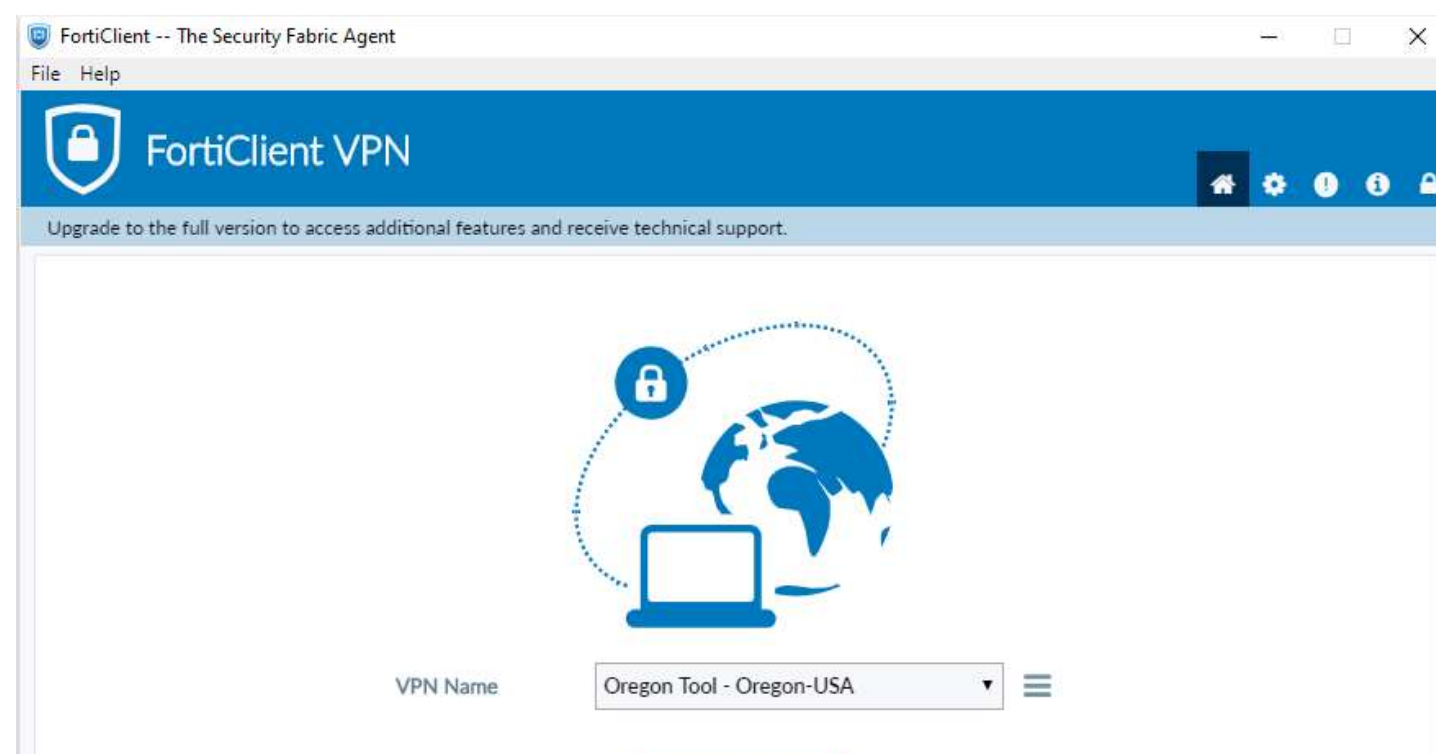 FortiClient -- The Security Fabric Agent
File Help
FortiClient VPN
Upgrade to the full version to access additional features and receive technical support.
VPN Name Oregon Tool - Oregon-USA